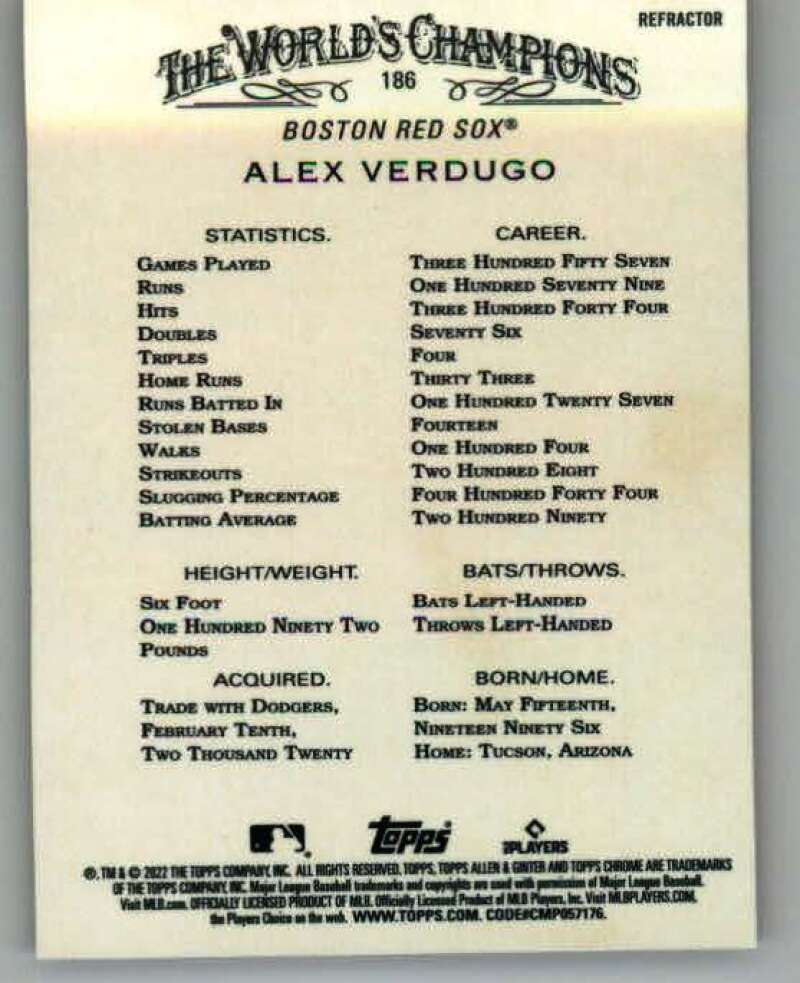 REFRACTOR
THE WORLD'S CHAMPIONS
186
BOSTON RED SOX®
ALEX VERDUGO
STATISTICS. CAREER.
GAMES PLAYED THREE HUNDRED FIFTY SEVEN
RUNS ONE HUNDRED SEVENTY NINE
HITS THREE HUNDRED FORTY FOUR
DOUBLES SEVENTY SIX
TRIPLES FOUR
HOME RUNS THIRTY THREE
RUNS BATTED IN ONE HUNDRED TWENTY SEVEN
STOLEN BASES FOURTEEN
WALKS ONE HUNDRED FOUR
STRIKEOUTS TWO HUNDRED EIGHT
SLUGGING PERCENTAGE FOUR HUNDRED FORTY FOUR
BATTING AVERAGE TWO HUNDRED NINETY
HEIGHT/WEIGHT. BATS/THROWS.
SIX FOOT BATS LEFT-HANDED
ONE HUNDRED NINETY TWO THROWS LEFT-HANDED
POUNDS
ACQUIRED. BORN/HOME.
TRADE WITH DODGERS, BORN: MAY FIFTEENTH,
FEBRUARY TENTH, NINETEEN NINETY SIX
TWO THOUSAND TWENTY HOME: TUCSON, ARIZONA
Topps PLAYERS
®, TM & © 2022 THE TOPPS COMPANY, INC. ALL RIGHTS RESERVED. TOPPS, TOPPS ALLEN & GINTER AND TOPPS CHROME ARE TRADEMARKS
OF THE TOPPS COMPANY, INC. Major League Baseball trademarks and copyrights are used with permission of Major League Baseball.
Visit MLB.com. OFFICIALLY LICENSED PRODUCT OF MLB. Officially Licensed Product of MLB Players, Inc. Visit MLBPLAYERS.COM,
the Players Choice on the web. WWW.TOPPS.COM. CODE#CMP057176.